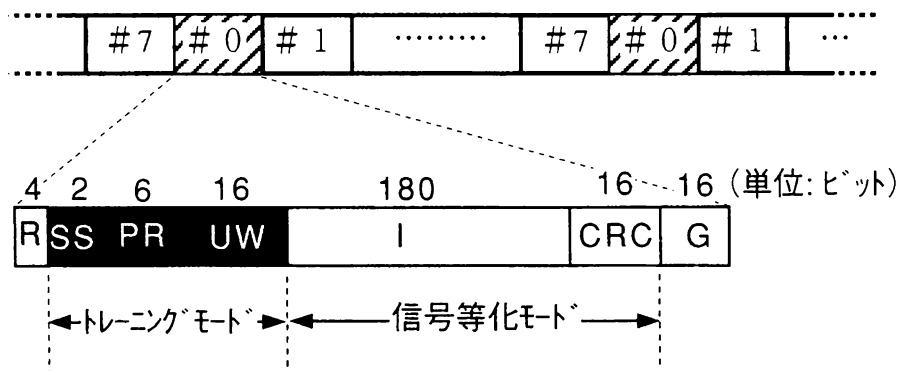 #7 #0 #1 ……… #7 #0 #1 …
4 2 6 16 180 16 16 (単位:ビット)
R SS PR UW I CRC G
トレーニングモード 信号等化モード